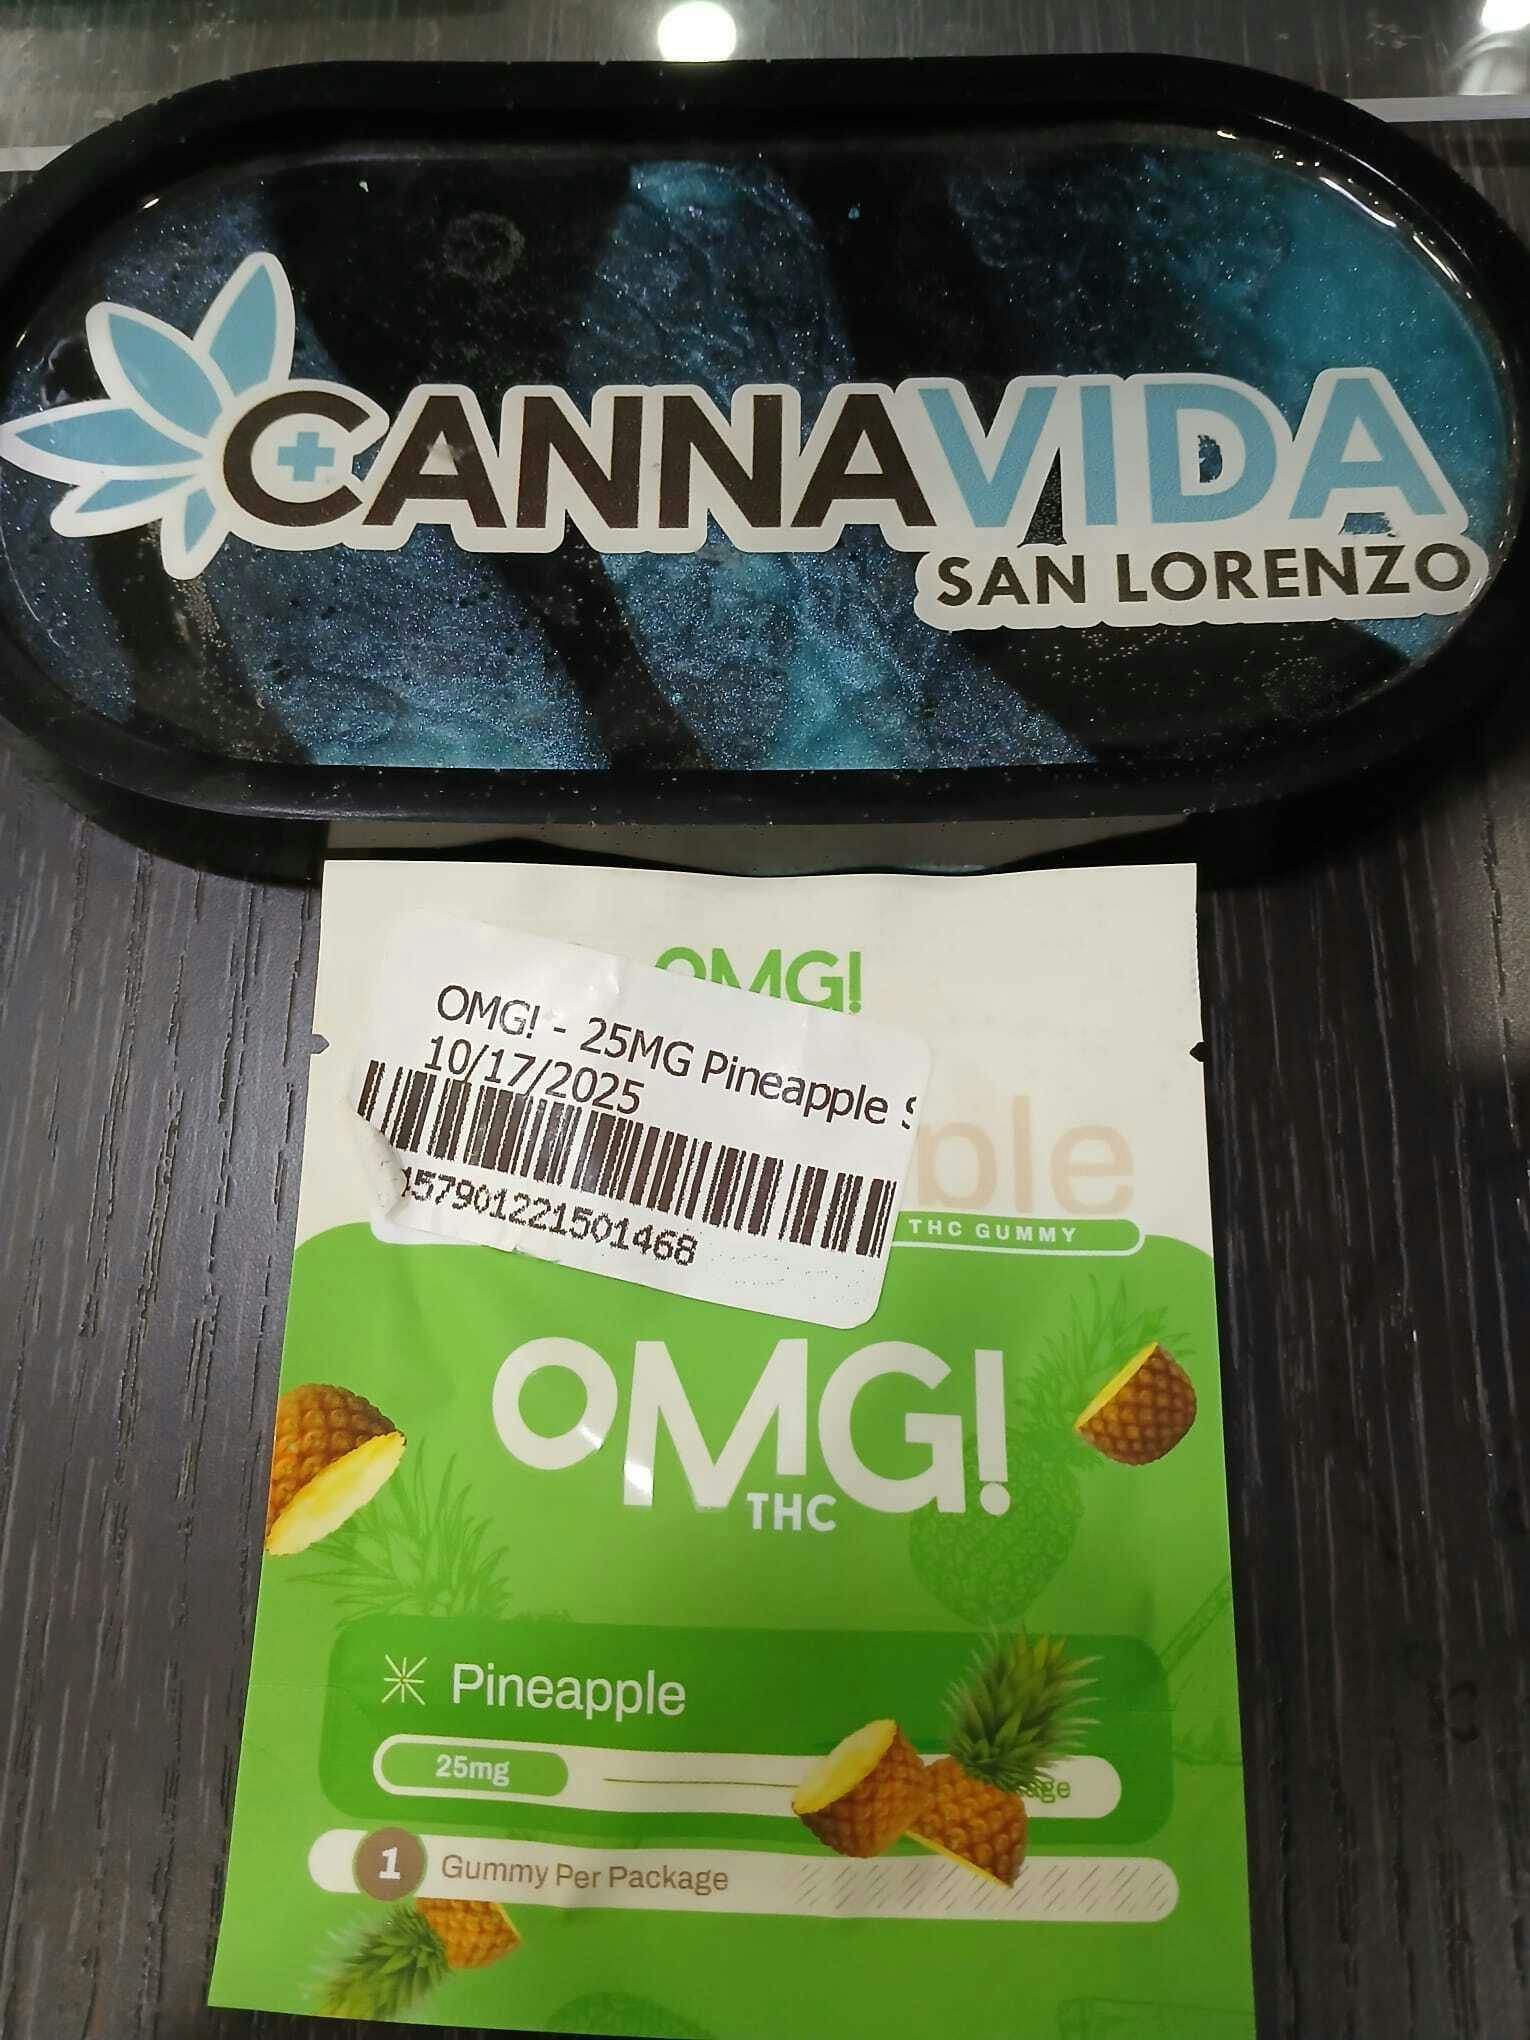 CANNAVIDA
SAN LORENZO
OMG!
OMG! - 25MG Pineapple
10/17/2025
57901221501468
THC GUMMY
OMG!
THC
Pineapple
25mg
1 Gummy Per Package